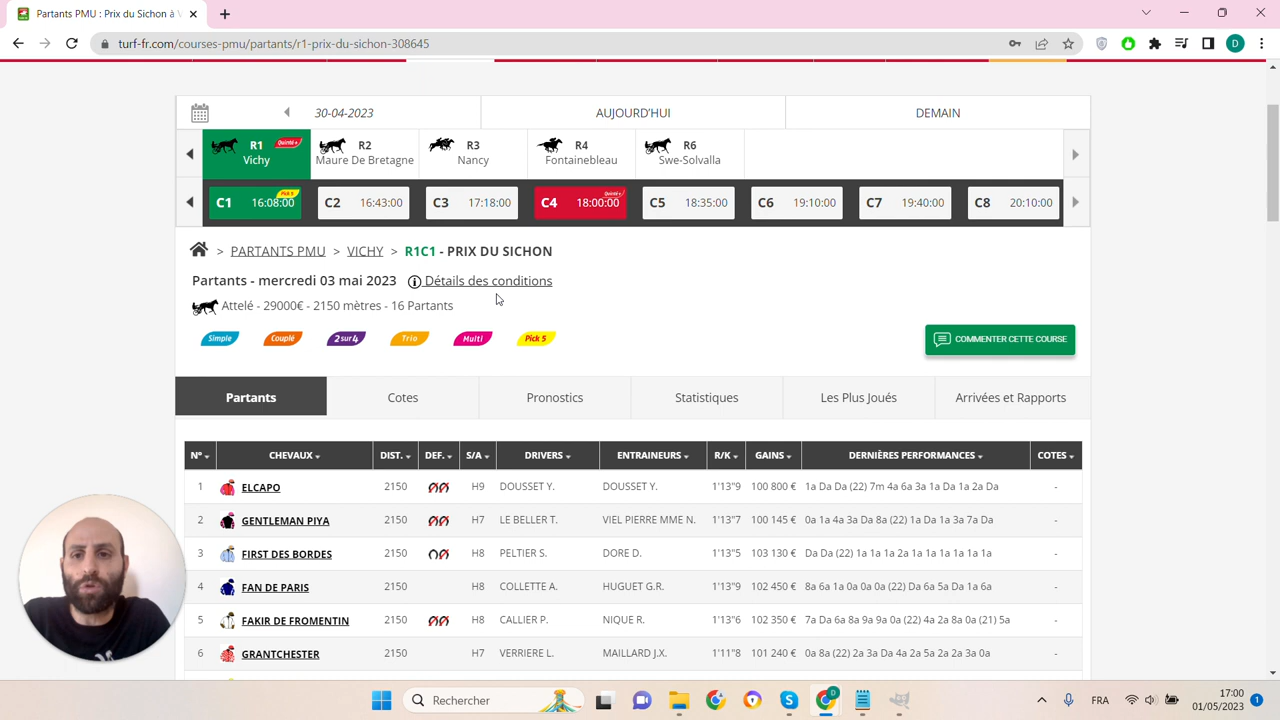 Partants PMU : Prix du Sichon à V
turf-fr.com/courses-pmu/partants/r1-prix-du-sichon-308645
D
30-04-2023 AUJOURD'HUI DEMAIN
R1 Quinté+ Vichy
R2 Maure De Bretagne
R3 Nancy
R4 Fontainebleau
R6 Swe-Solvalla
C1 16:08:00 Pick 5 C2 16:43:00 C3 17:18:00 C4 18:00:00 Quinté+ C5 18:35:00 C6 19:10:00 C7 19:40:00 C8 20:10:00
> PARTANTS PMU > VICHY > R1C1 - PRIX DU SICHON
Partants - mercredi 03 mai 2023 Détails des conditions
Attelé - 29000€ - 2150 mètres - 16 Partants
Simple Couplé 2sur4 Trio Multi Pick 5
COMMENTER CETTE COURSE
Partants Cotes Pronostics Statistiques Les Plus Joués Arrivées et Rapports
N° CHEVAUX DIST. DEF. S/A DRIVERS ENTRAINEURS R/K GAINS DERNIÈRES PERFORMANCES COTES
1 ELCAPO 2150 H9 DOUSSET Y. DOUSSET Y. 1'13"9 100 800 € 1a Da Da (22) 7m 4a 6a 3a 1a Da 1a 2a Da -
2 GENTLEMAN PIYA 2150 H7 LE BELLER T. VIEL PIERRE MME N. 1'13"7 100 145 € 0a 1a 4a 3a Da 8a (22) 1a Da 1a 3a 7a Da -
3 FIRST DES BORDES 2150 H8 PELTIER S. DORE D. 1'13"5 103 130 € Da Da (22) 1a 1a 1a 2a 1a 1a 1a 1a 1a 1a -
4 FAN DE PARIS 2150 H8 COLLETTE A. HUGUET G.R. 1'13"9 102 450 € 8a 6a 1a 0a 0a 0a (22) Da 6a 5a Da 1a 6a -
5 FAKIR DE FROMENTIN 2150 H8 CALLIER P. NIQUE R. 1'13"6 102 350 € 7a Da 6a 8a 9a 9a 0a (22) 4a 2a 8a 0a (21) 5a -
6 GRANTCHESTER 2150 H7 VERRIERE L. MAILLARD J.X. 1'11"8 101 240 € 0a 8a (22) 2a 3a Da 4a 2a 5a 2a 2a 3a 0a -
Rechercher
FRA
17:00
01/05/2023